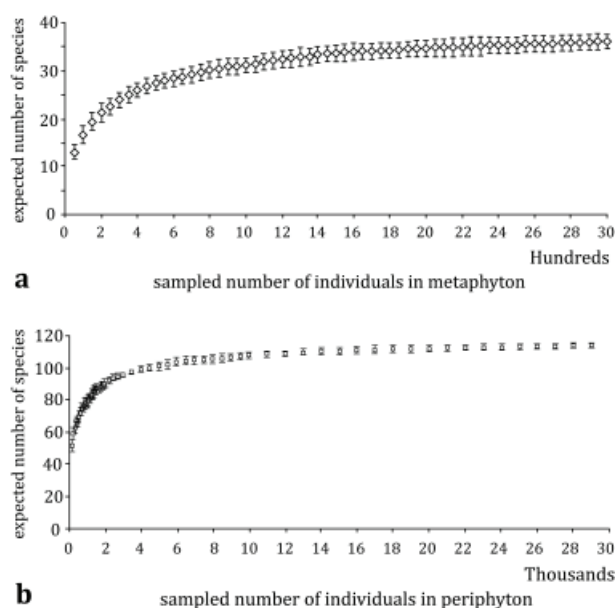 expected number of species
40
30
20
10
0
0 2 4 6 8 10 12 14 16 18 20 22 24 26 28 30
Hundreds
a
sampled number of individuals in metaphyton
expected number of species
120
100
80
60
40
20
0
0 2 4 6 8 10 12 14 16 18 20 22 24 26 28 30
Thousands
b
sampled number of individuals in periphyton